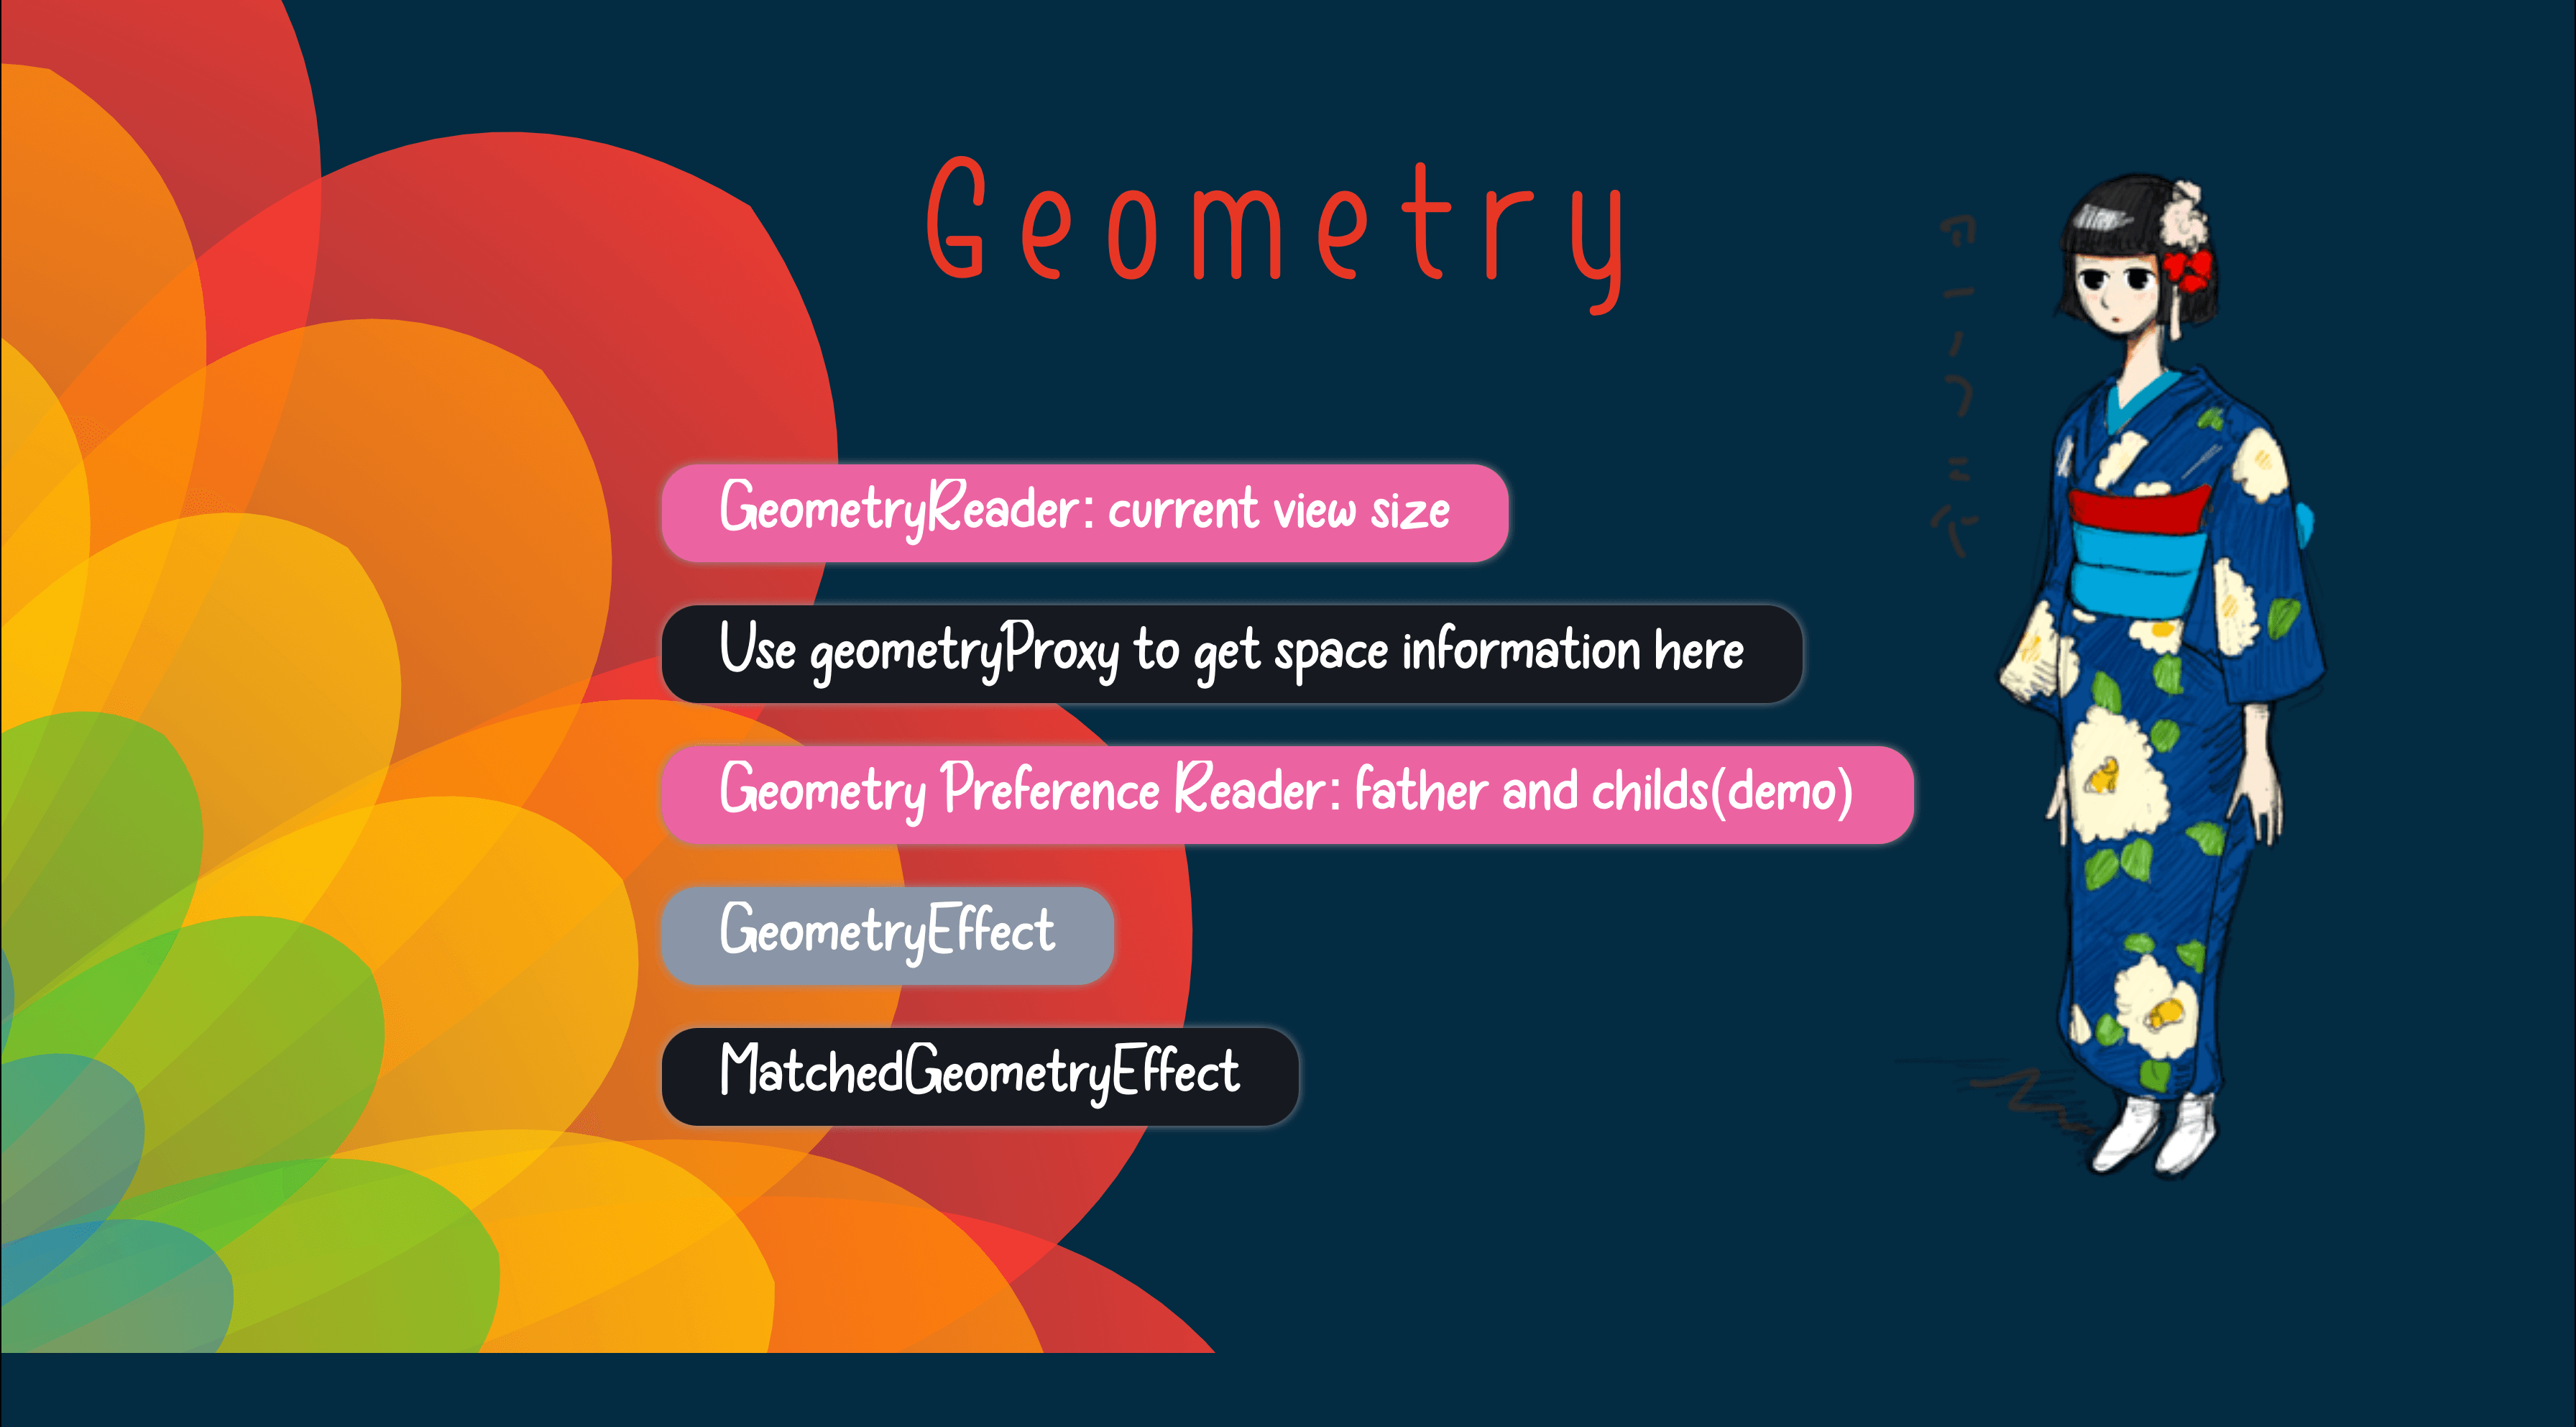 Geometry
GeometryReader: current view size
Use geometryProxy to get space information here
Geometry Preference Reader: father and childs(demo)
GeometryEffect
MatchedGeometryEffect